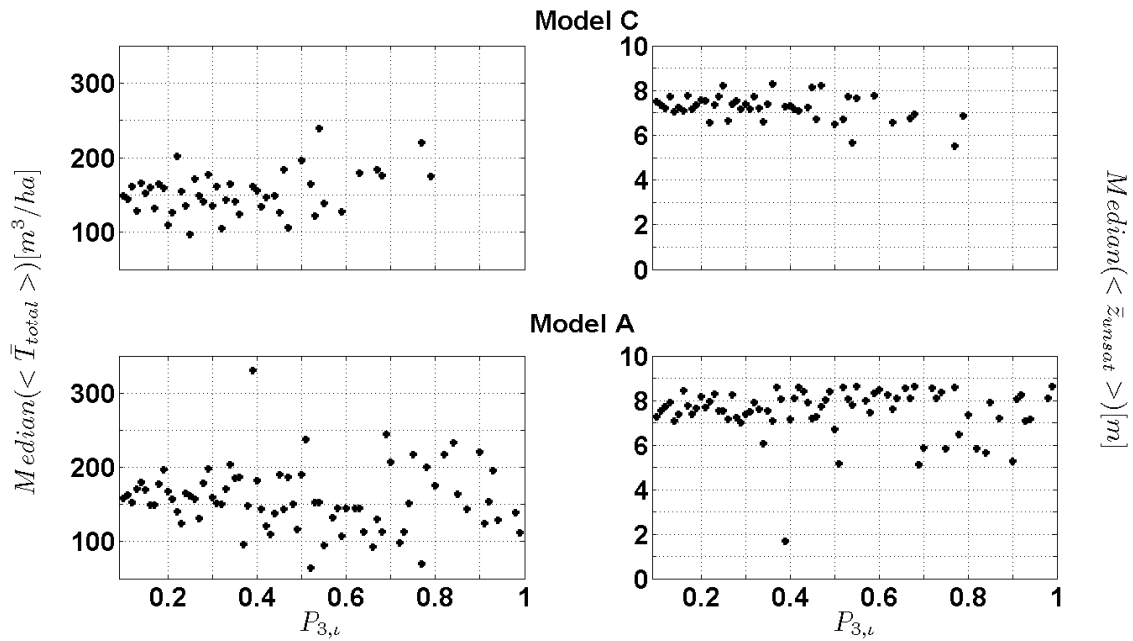 Model C
300
200
100
10
8
6
4
2
0
Median(< T̄_total >)[m³/ha]
Median(< z̄_unsat >)[m]
Model A
300
200
100
0.2 0.4 0.6 0.8 1
P_{3,ι}
10
8
6
4
2
0
0.2 0.4 0.6 0.8 1
P_{3,ι}